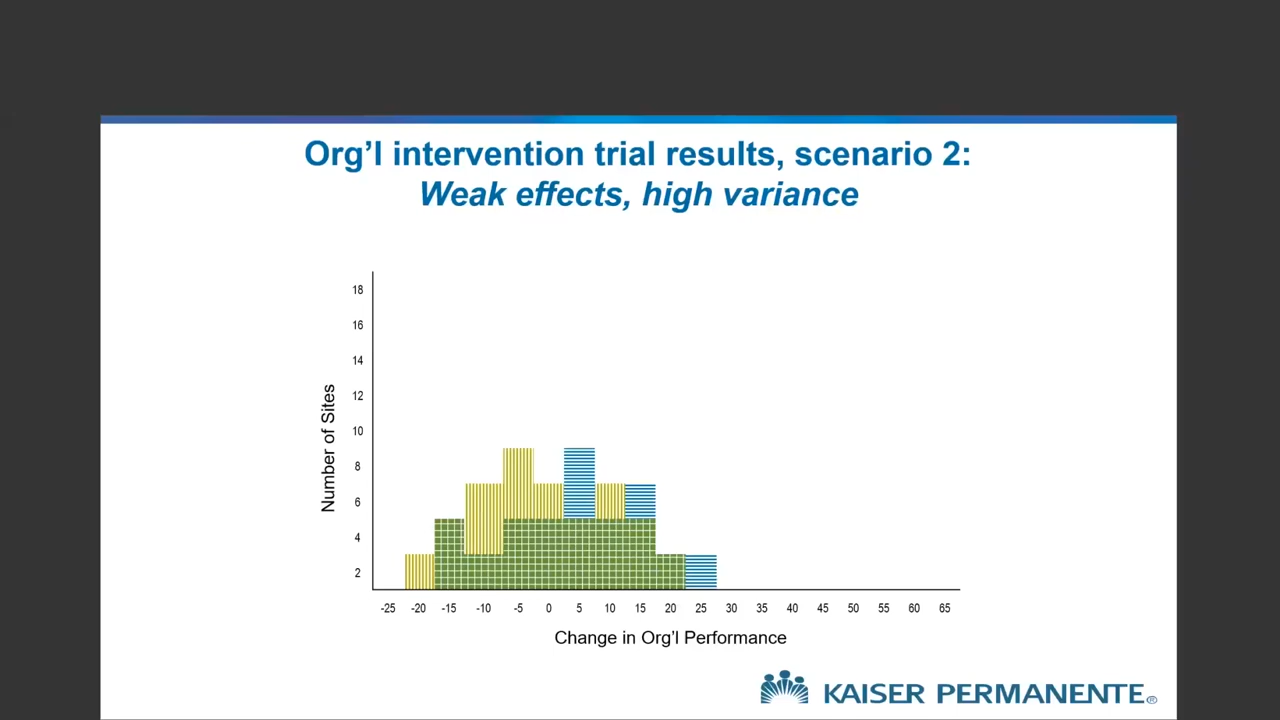 Org'l intervention trial results, scenario 2:
Weak effects, high variance
18
16
14
12
10
8
6
4
2
Number of Sites
-25 -20 -15 -10 -5 0 5 10 15 20 25 30 35 40 45 50 55 60 65
Change in Org'l Performance
KAISER PERMANENTE®